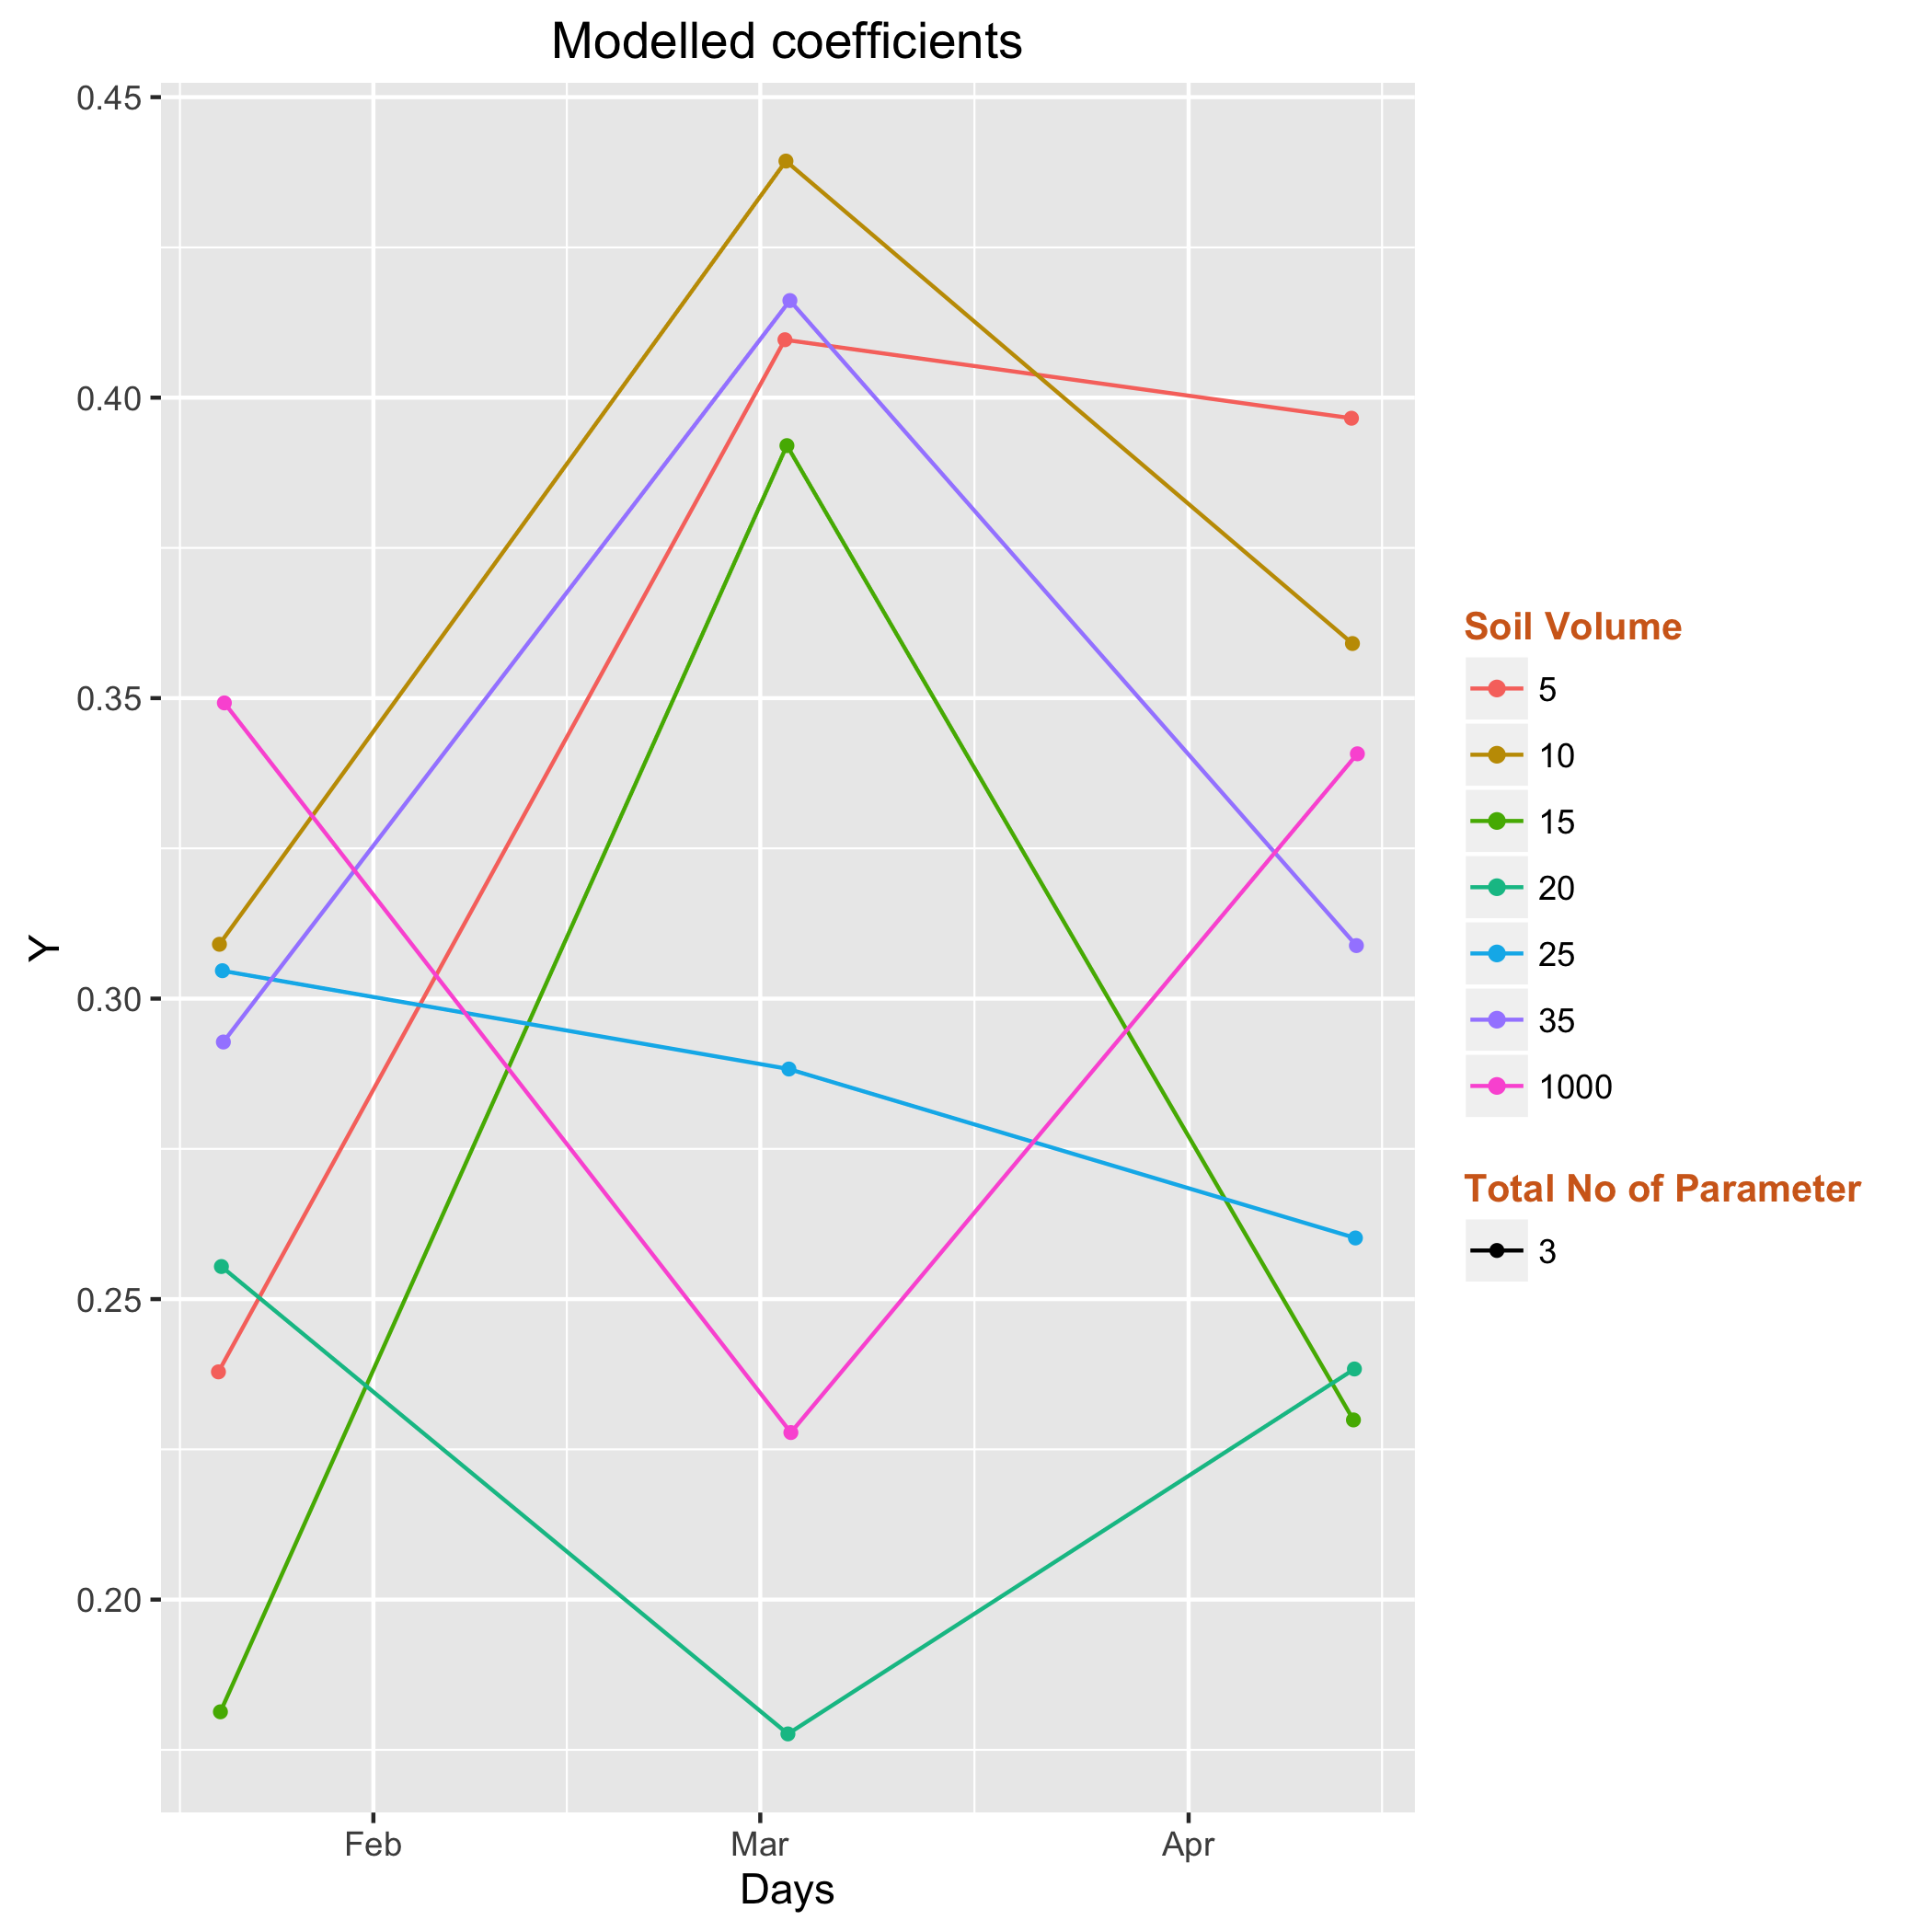 Modelled coefficients
0.45
0.40
0.35
0.30
0.25
0.20
Y
Feb Mar Apr
Days
Soil Volume
5
10
15
20
25
35
1000
Total No of Parameter
3